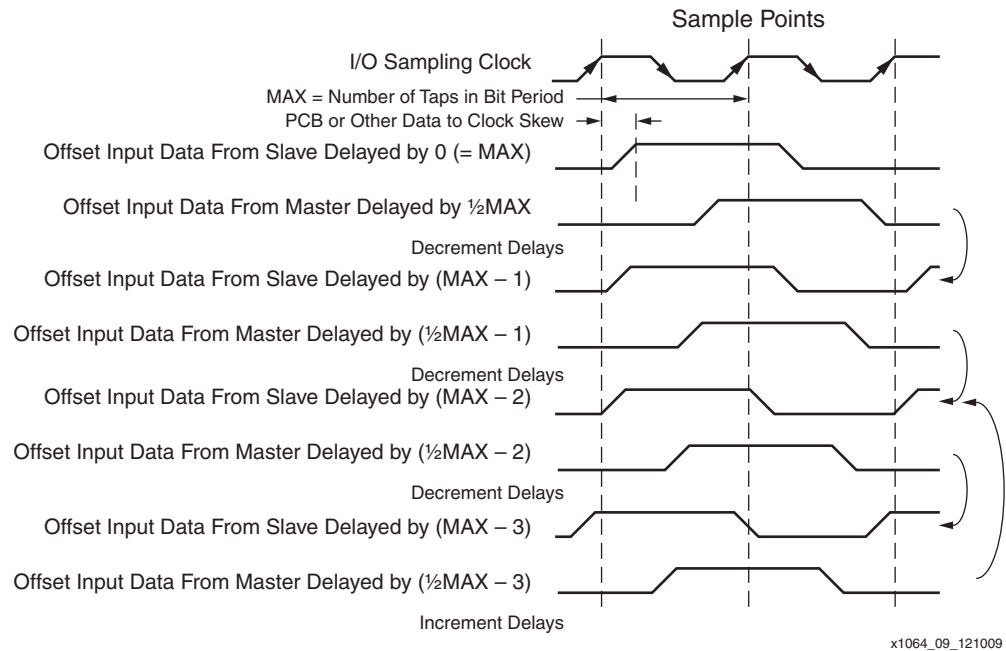 Sample Points
I/O Sampling Clock
MAX = Number of Taps in Bit Period
PCB or Other Data to Clock Skew
Offset Input Data From Slave Delayed by 0 (= MAX)
Offset Input Data From Master Delayed by ½MAX
Decrement Delays
Offset Input Data From Slave Delayed by (MAX – 1)
Offset Input Data From Master Delayed by (½MAX – 1)
Decrement Delays
Offset Input Data From Slave Delayed by (MAX – 2)
Offset Input Data From Master Delayed by (½MAX – 2)
Decrement Delays
Offset Input Data From Slave Delayed by (MAX – 3)
Offset Input Data From Master Delayed by (½MAX – 3)
Increment Delays
x1064_09_121009